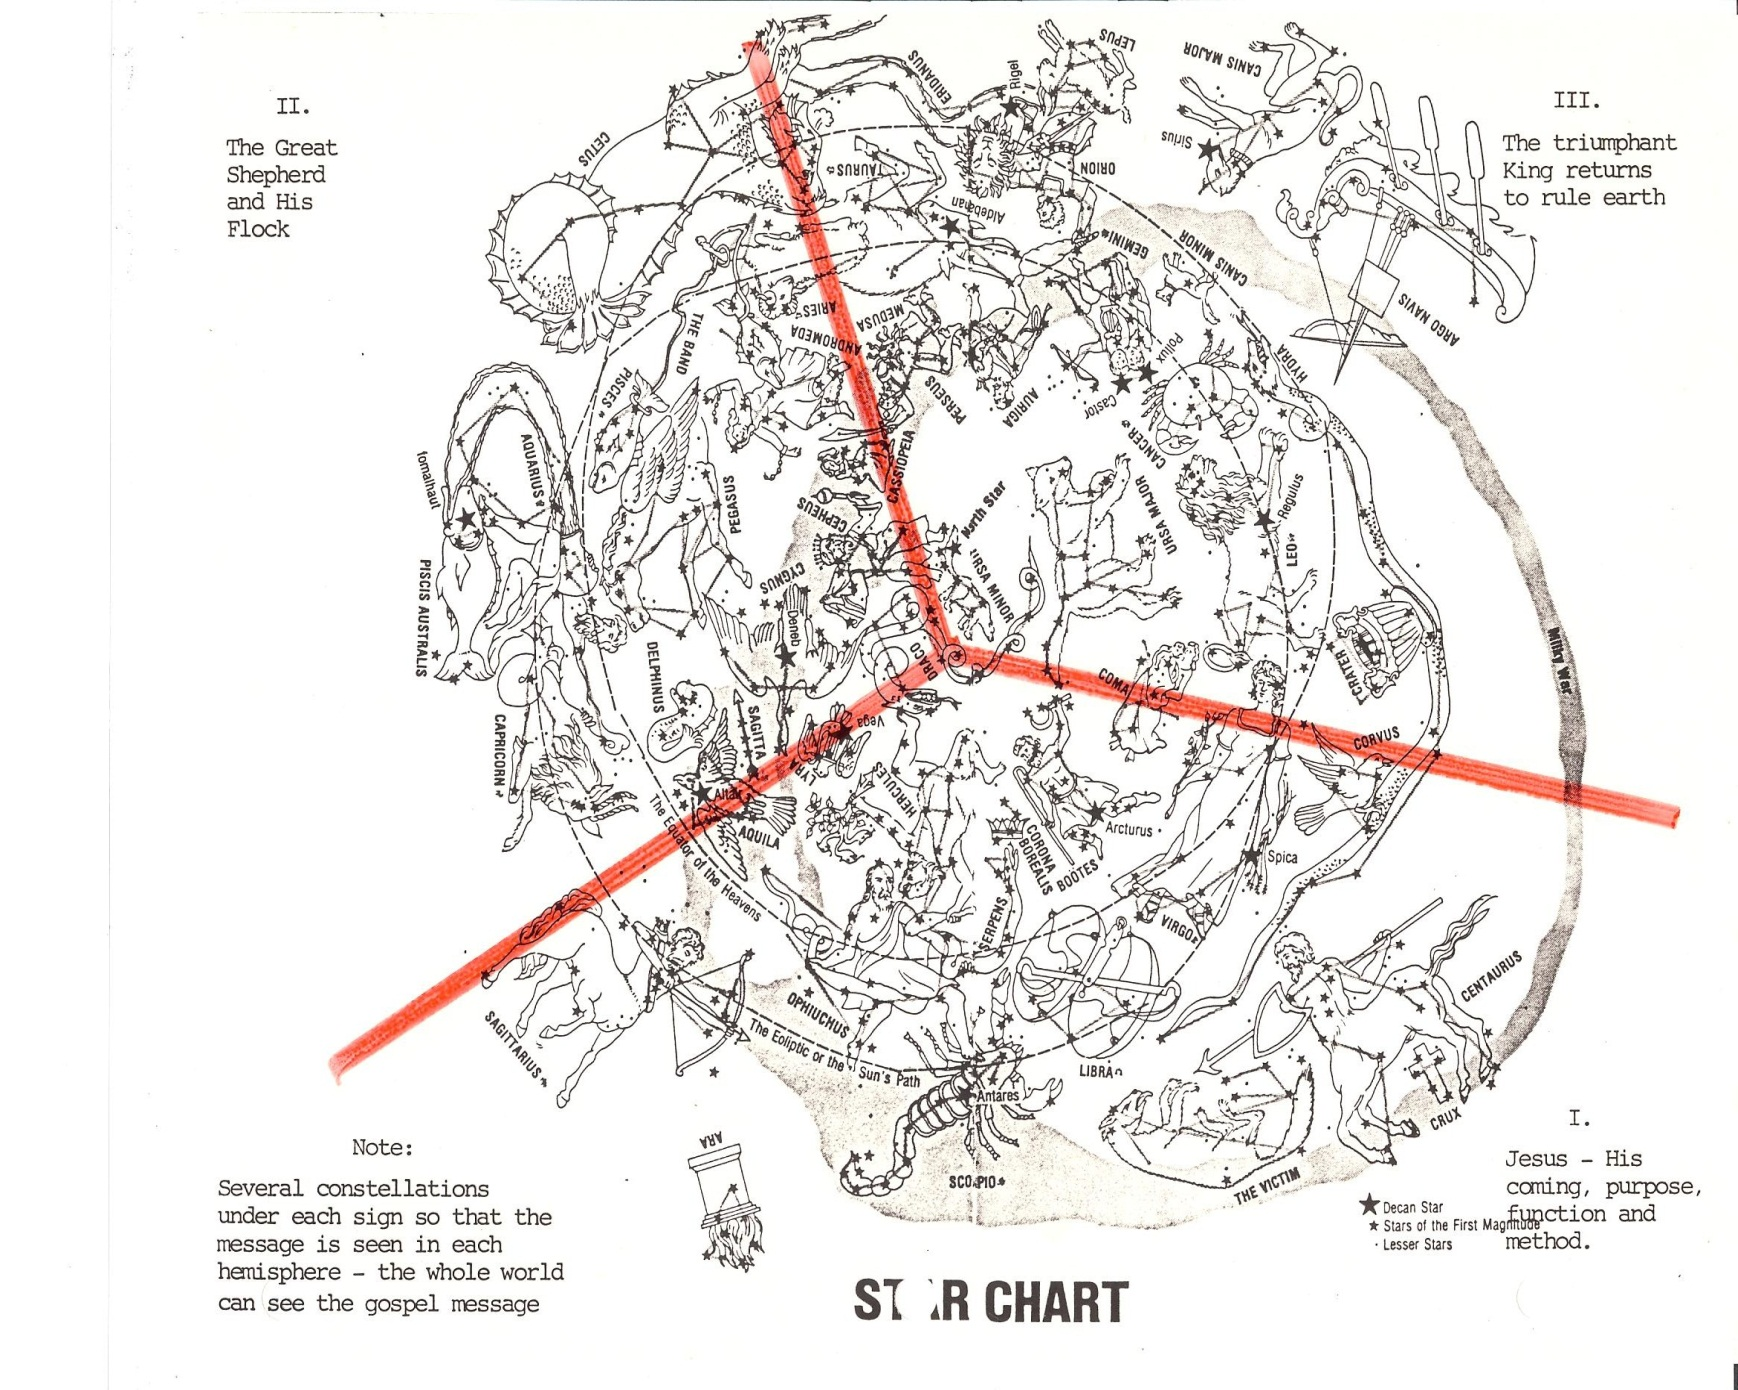 II.
The Great
Shepherd
and His
Flock
III.
The triumphant
King returns
to rule earth
CETUS
ERIDANUS
Rigel
LEPUS
CANIS MAJOR
Sirius
ORION
TAURUS
Aldebaran
GEMINI
CANIS MINOR
ARGO NAVIS
THE BAND
ARIES
ANDROMEDA
MEDUSA
PERSEUS
AURIGA
Castor
Pollux
CANCER
HYDRA
PISCES
AQUARIUS
fomalhaut
PISCIS AUSTRALIS
PEGASUS
CASSIOPEIA
CEPHEUS
CYGNUS
Deneb
North Star
URSA MINOR
URSA MAJOR
Regulus
LEO
DRACO
COMA
CRATER
Milky Way
CORVUS
DELPHINUS
SAGITTA
Vega
LYRA
CAPRICORN
Altair
AQUILA
HERCULES
CORONA
BOREALIS
BOOTES
Arcturus
Spica
VIRGO
The Equator of the Heavens
SERPENS
OPHIUCHUS
The Ecliptic or the Sun's Path
SAGITTARIUS
LIBRA
CENTAURUS
CRUX
Antares
SCOPIO
THE VICTIM
ARA
Note:
Several constellations
under each sign so that the
message is seen in each
hemisphere – the whole world
can see the gospel message
I.
Jesus – His
coming, purpose,
function and
method.
Decan Star
Stars of the First Magnitude
Lesser Stars
STAR CHART